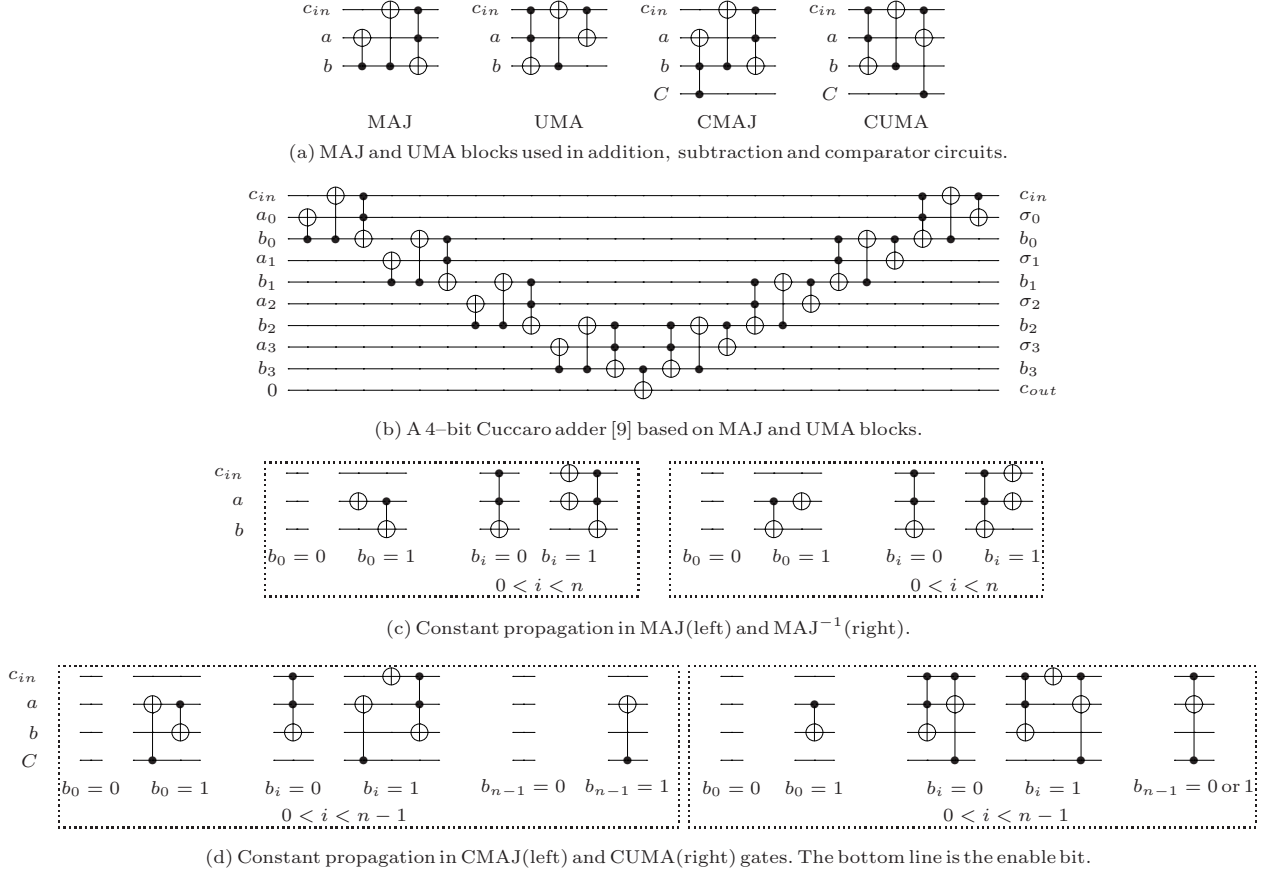 c_in c_in c_in c_in
a a a a
b b b b
C C
MAJ UMA CMAJ CUMA
(a) MAJ and UMA blocks used in addition, subtraction and comparator circuits.
c_in c_in
a_0 σ_0
b_0 b_0
a_1 σ_1
b_1 b_1
a_2 σ_2
b_2 b_2
a_3 σ_3
b_3 b_3
0 c_out
(b) A 4–bit Cuccaro adder [9] based on MAJ and UMA blocks.
c_in
a
b
b_0 = 0 b_0 = 1 b_i = 0 b_i = 1 b_0 = 0 b_0 = 1 b_i = 0 b_i = 1
0 < i < n 0 < i < n
(c) Constant propagation in MAJ(left) and MAJ^−1(right).
c_in
a
b
C
b_0 = 0 b_0 = 1 b_i = 0 b_i = 1 b_n−1 = 0 b_n−1 = 1 b_0 = 0 b_0 = 1 b_i = 0 b_i = 1 b_n−1 = 0 or 1
0 < i < n − 1 0 < i < n − 1
(d) Constant propagation in CMAJ(left) and CUMA(right) gates. The bottom line is the enable bit.